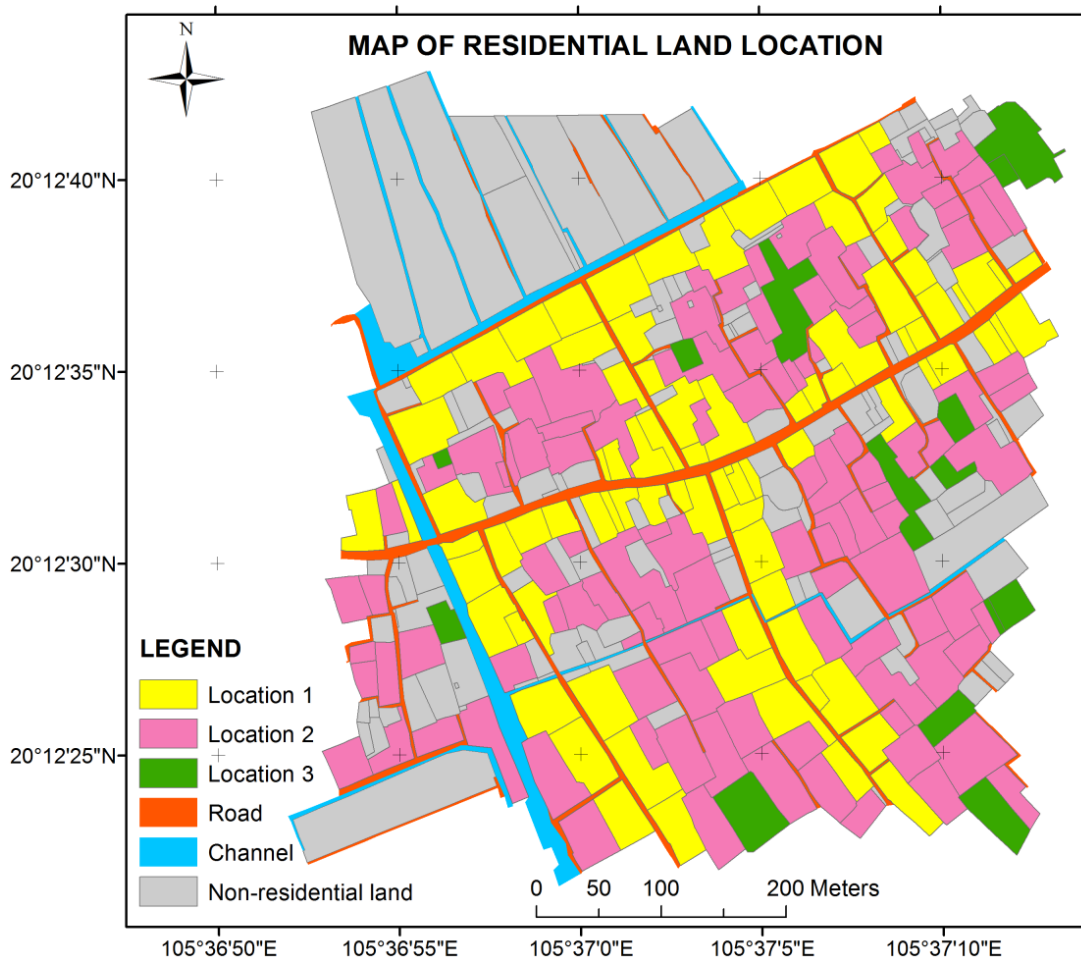 N
MAP OF RESIDENTIAL LAND LOCATION
20°12'40"N
20°12'35"N
20°12'30"N
20°12'25"N
LEGEND
Location 1
Location 2
Location 3
Road
Channel
Non-residential land
0 50 100 200 Meters
105°36'50"E 105°36'55"E 105°37'0"E 105°37'5"E 105°37'10"E